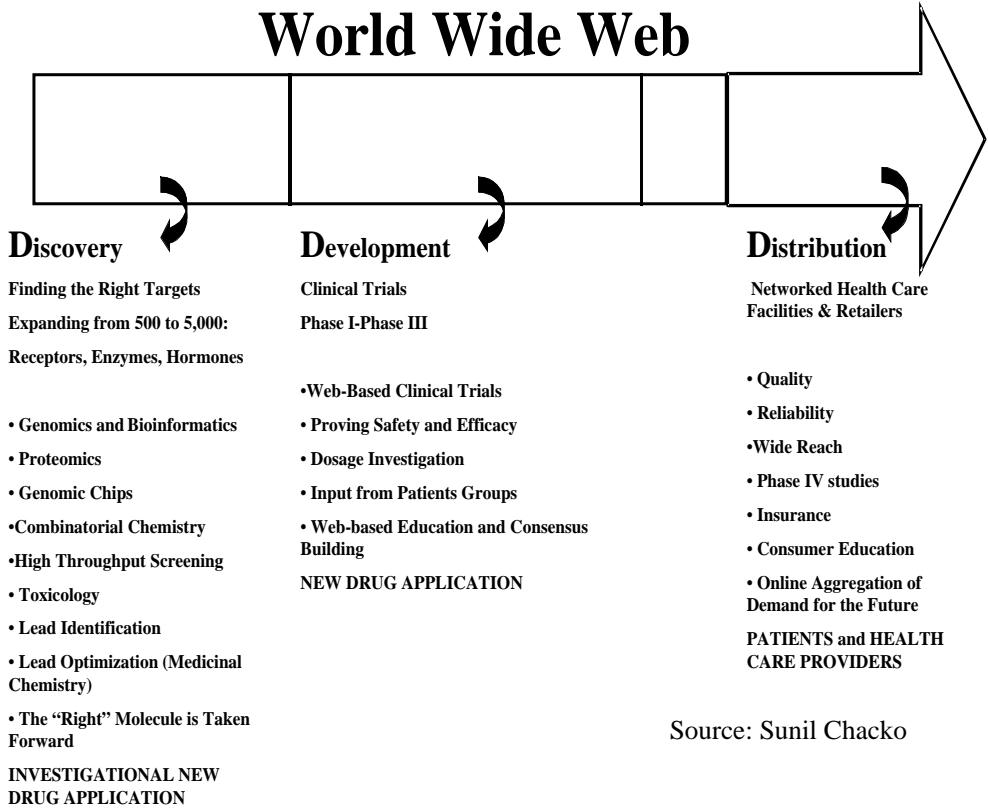 World Wide Web
Discovery
Finding the Right Targets
Expanding from 500 to 5,000:
Receptors, Enzymes, Hormones
• Genomics and Bioinformatics
• Proteomics
• Genomic Chips
•Combinatorial Chemistry
•High Throughput Screening
• Toxicology
• Lead Identification
• Lead Optimization (Medicinal
Chemistry)
• The “Right” Molecule is Taken
Forward
INVESTIGATIONAL NEW
DRUG APPLICATION
Development
Clinical Trials
Phase I-Phase III
•Web-Based Clinical Trials
• Proving Safety and Efficacy
• Dosage Investigation
• Input from Patients Groups
• Web-based Education and Consensus
Building
NEW DRUG APPLICATION
Distribution
Networked Health Care
Facilities & Retailers
• Quality
• Reliability
•Wide Reach
• Phase IV studies
• Insurance
• Consumer Education
• Online Aggregation of
Demand for the Future
PATIENTS and HEALTH
CARE PROVIDERS
Source: Sunil Chacko